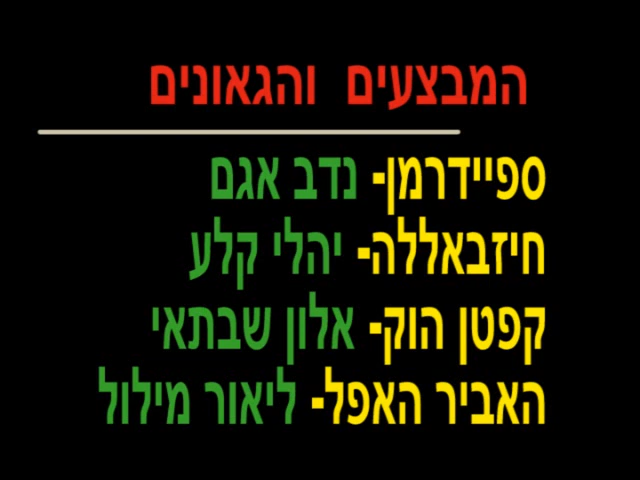 המבצעים והגאונים
ספיידרמן- נדב אגם
חיזבאללה- יהלי קלע
קפטן הוק- אלון שבתאי
האביר האפל- ליאור מילול